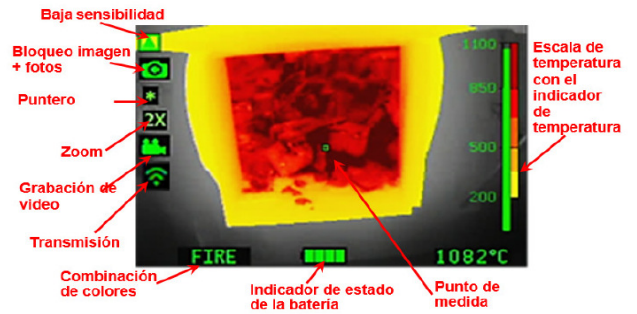 Baja sensibilidad
Bloqueo imagen
+ fotos
Puntero
Zoom
Grabación de
video
Transmisión
Combinación
de colores
2X
FIRE
1082°C
1100
850
500
200
Indicador de estado
de la batería
Punto de
medida
Escala de
temperatura
con el
indicador
de
temperatura